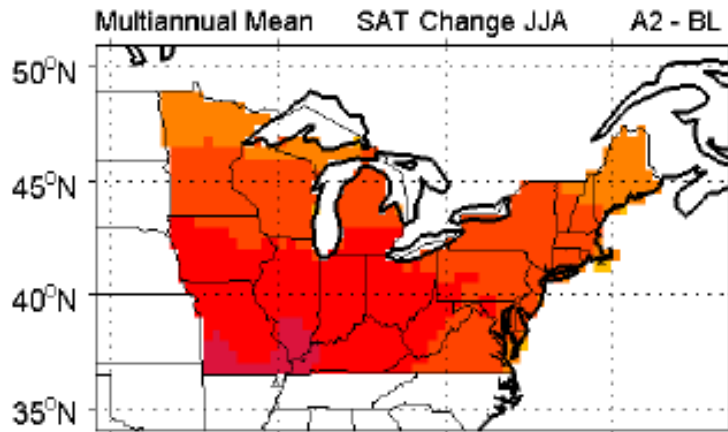 Multiannual Mean SAT Change JJA A2 - BL
50°N
45°N
40°N
35°N